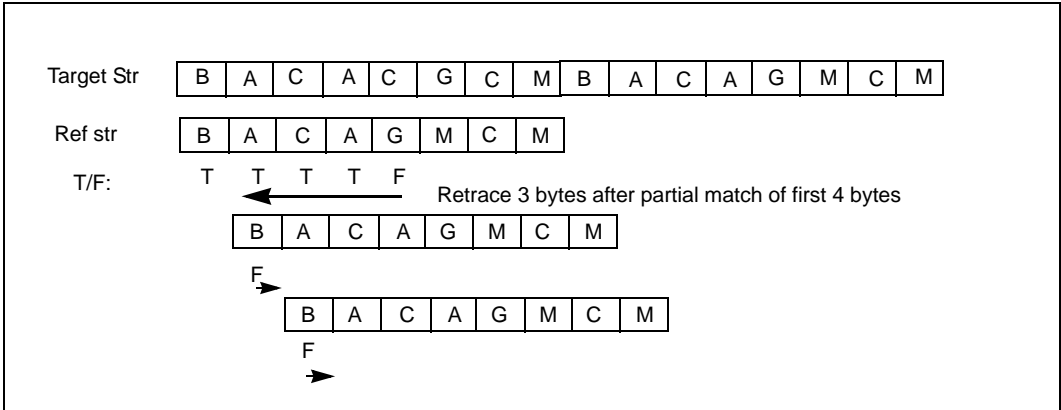 Target Str B A C A C G C M B A C A G M C M
Ref str B A C A G M C M
T/F: T T T T F
Retrace 3 bytes after partial match of first 4 bytes
B A C A G M C M
F
B A C A G M C M
F